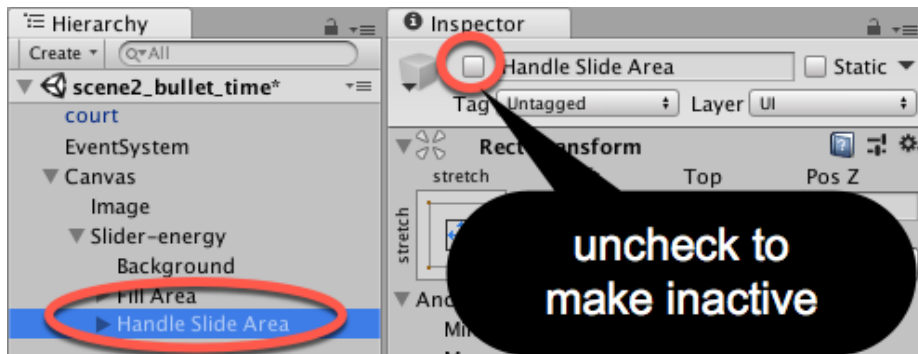 Hierarchy
Create
All
scene2_bullet_time*
court
EventSystem
Canvas
Image
Slider-energy
Background
Fill Area
Handle Slide Area
Inspector
Handle Slide Area
Static
Tag Untagged Layer UI
Rect Transform
stretch Top Pos Z
stretch
uncheck to
make inactive